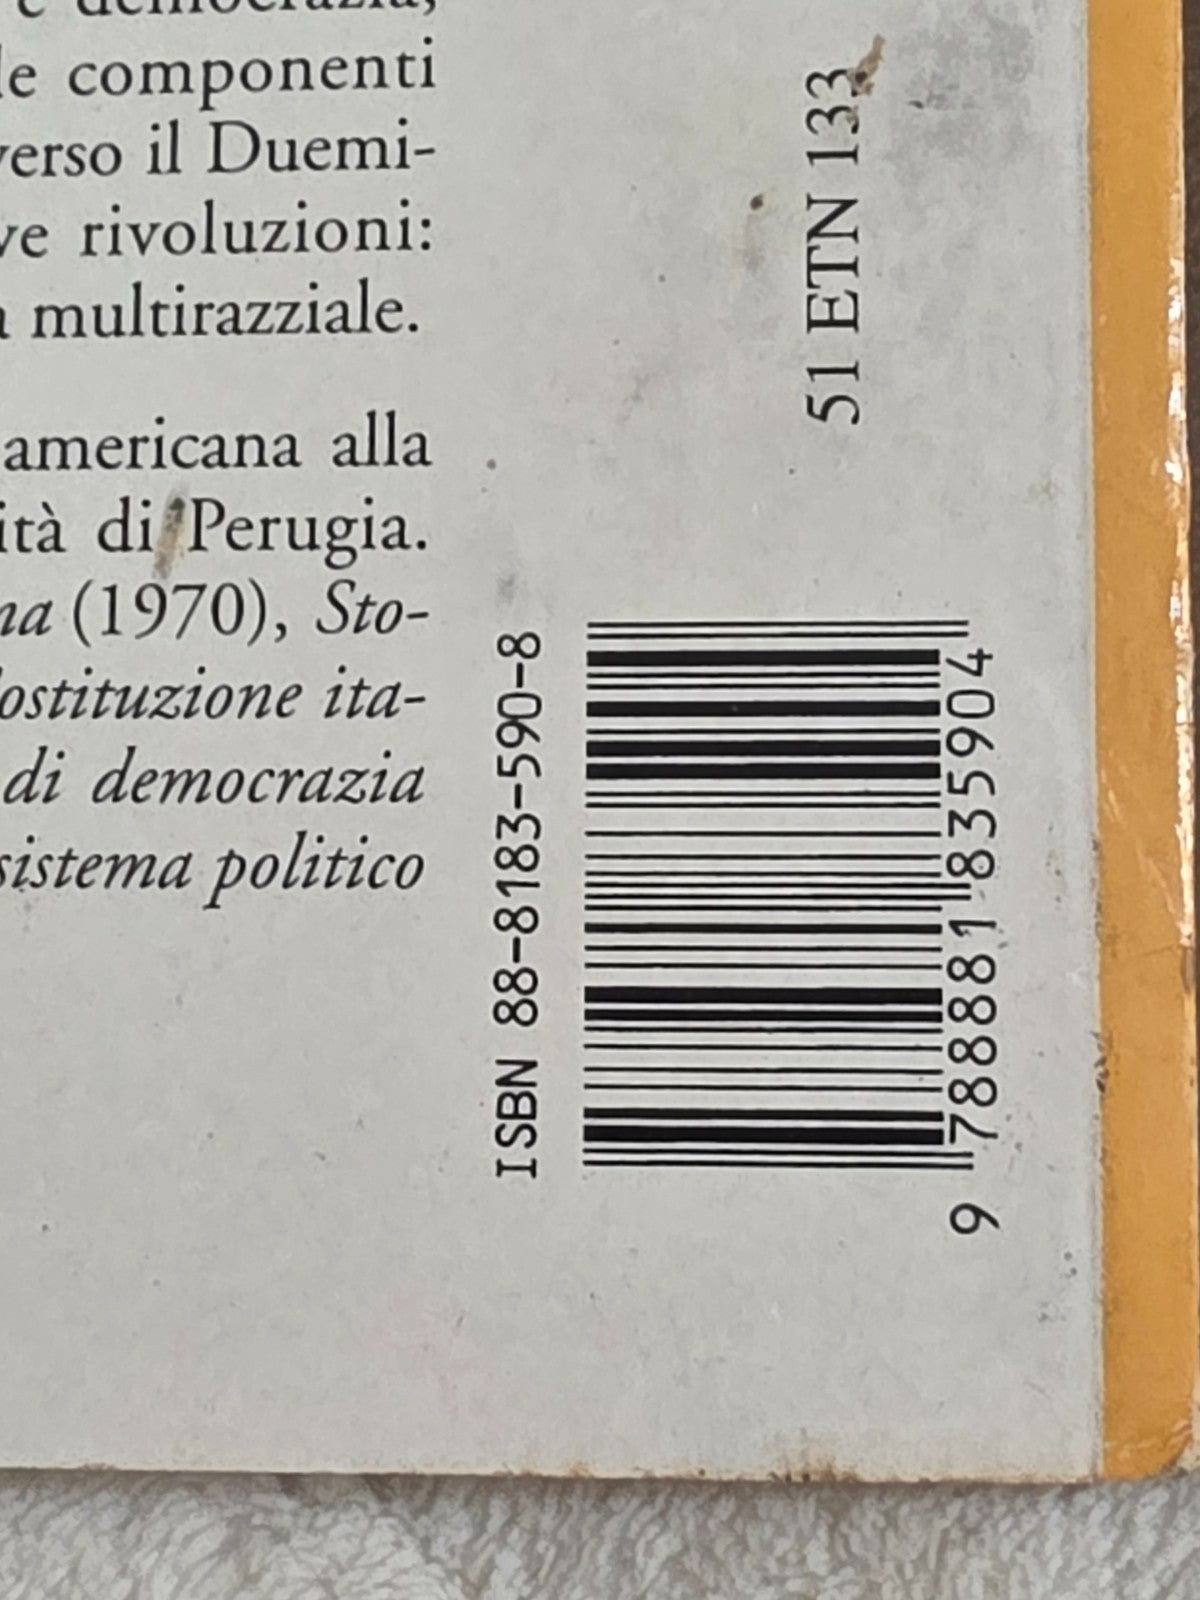 e democrazia,
le componenti
verso il Duemi-
ve rivoluzioni:
a multirazziale.
americana alla
ità di Perugia.
na (1970), Sto-
ostituzione ita-
di democrazia
sistema politico
51 ETN 133
ISBN 88-8183-590-8
9 788881 835904